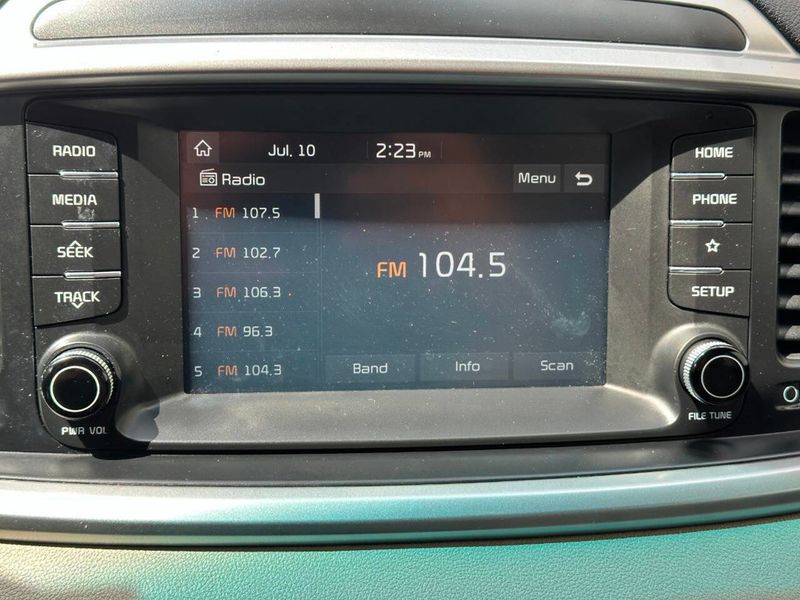 RADIO
MEDIA
SEEK
TRACK
PWR VOL
Jul. 10 2:23 PM
Radio Menu
1 FM 107.5
2 FM 102.7
3 FM 106.3
4 FM 96.3
5 FM 104.3
FM 104.5
Band Info Scan
HOME
PHONE
SETUP
FILE TUNE